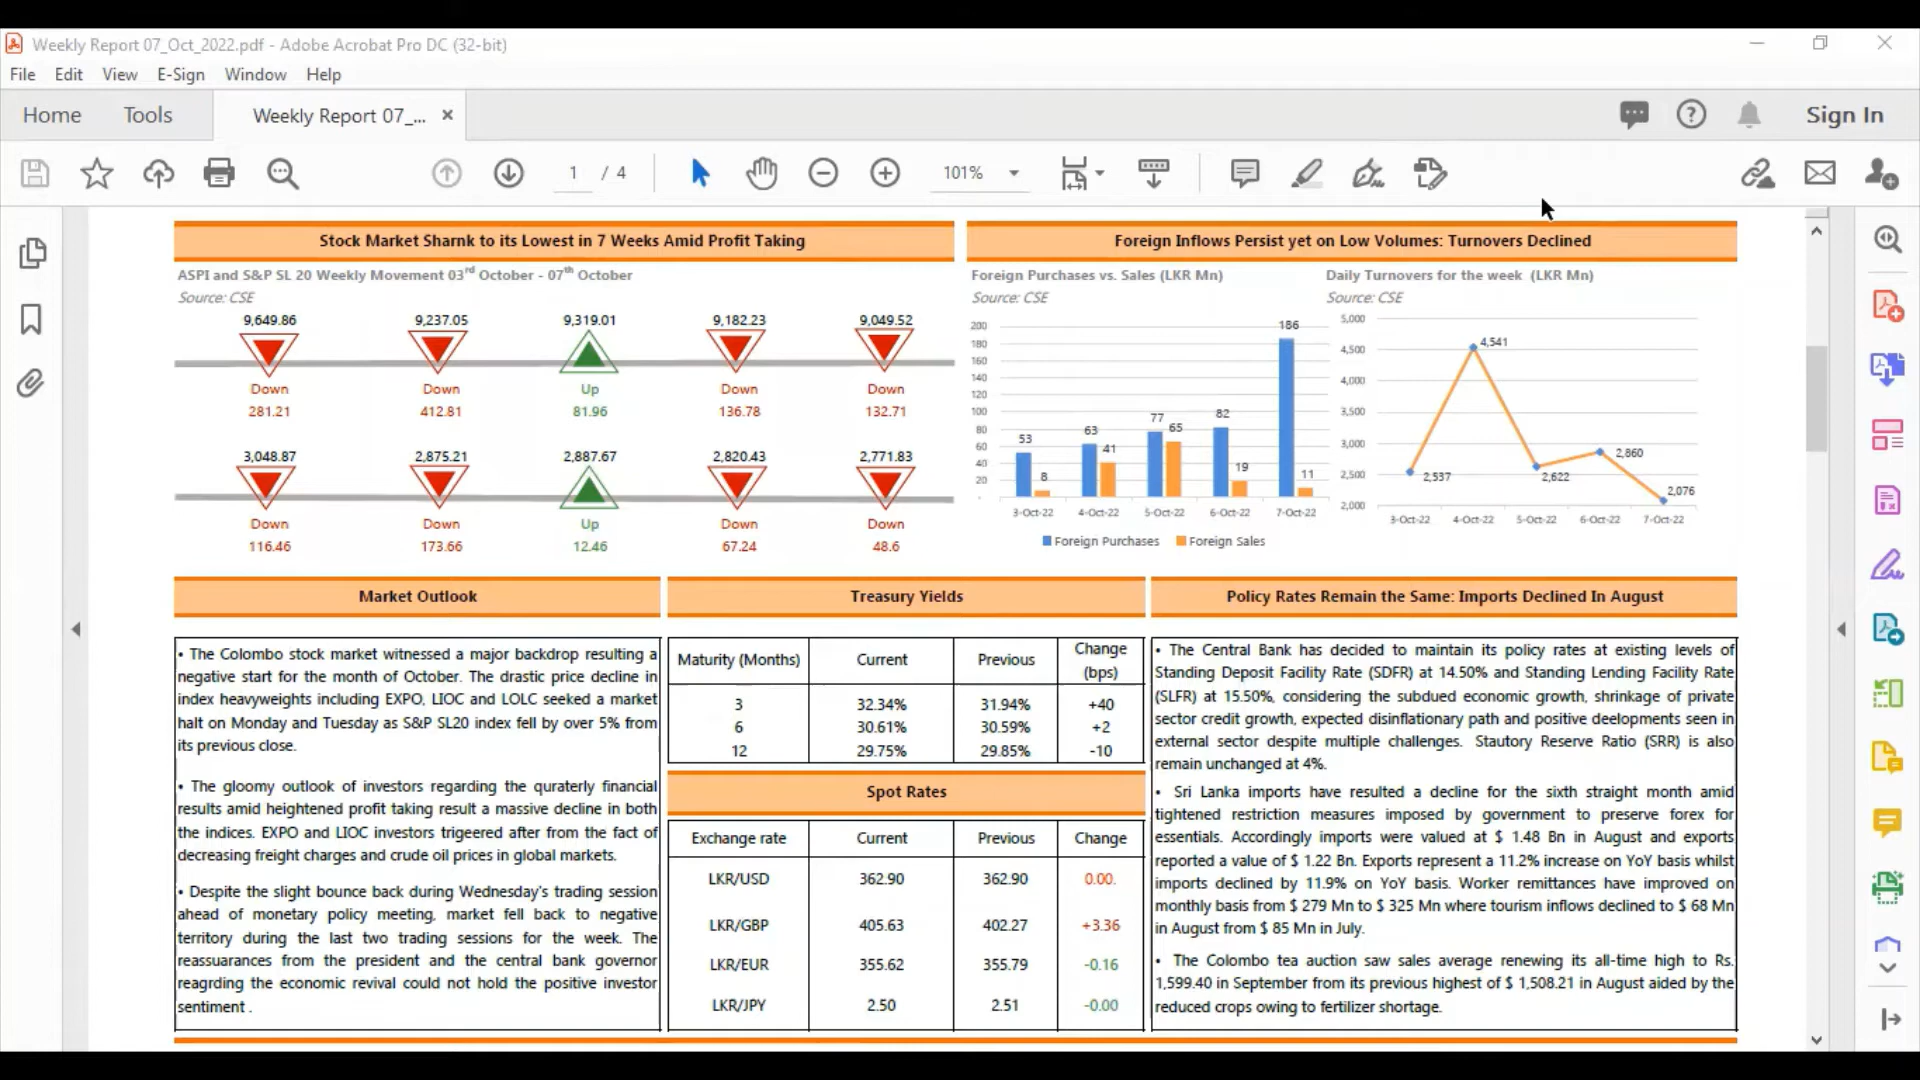 Weekly Report 07_Oct_2022.pdf - Adobe Acrobat Pro DC (32-bit)
File Edit View E-Sign Window Help
Home Tools Weekly Report 07_... × Sign In
1 / 4 101%
Stock Market Sharnk to its Lowest in 7 Weeks Amid Profit Taking
ASPI and S&P SL 20 Weekly Movement 03rd October - 07th October
Source: CSE
9,649.86 9,237.05 9,319.01 9,182.23 9,049.52
Down Down Up Down Down
281.21 412.81 81.96 136.78 132.71
3,048.87 2,875.21 2,887.67 2,820.43 2,771.83
Down Down Up Down Down
116.46 173.66 12.46 67.24 48.6
Foreign Inflows Persist yet on Low Volumes: Turnovers Declined
Foreign Purchases vs. Sales (LKR Mn)
Source: CSE
200
180
160
140
120
100
80
60
40
20
-
53 8 63 41 77 65 82 19 186 11
3-Oct-22 4-Oct-22 5-Oct-22 6-Oct-22 7-Oct-22
Foreign Purchases Foreign Sales
Daily Turnovers for the week (LKR Mn)
Source: CSE
5,000
4,500
4,000
3,500
3,000
2,500
2,000
2,537 4,541 2,622 2,860 2,076
3-Oct-22 4-Oct-22 5-Oct-22 6-Oct-22 7-Oct-22
Market Outlook
• The Colombo stock market witnessed a major backdrop resulting a
negative start for the month of October. The drastic price decline in
index heavyweights including EXPO, LIOC and LOLC seeked a market
halt on Monday and Tuesday as S&P SL20 index fell by over 5% from
its previous close.
• The gloomy outlook of investors regarding the quraterly financial
results amid heightened profit taking result a massive decline in both
the indices. EXPO and LIOC investors trigeered after from the fact of
decreasing freight charges and crude oil prices in global markets.
• Despite the slight bounce back during Wednesday's trading session
ahead of monetary policy meeting, market fell back to negative
territory during the last two trading sessions for the week. The
reassuarances from the president and the central bank governor
reagrding the economic revival could not hold the positive investor
sentiment .
Treasury Yields
Maturity (Months) Current Previous Change (bps)
3 32.34% 31.94% +40
6 30.61% 30.59% +2
12 29.75% 29.85% -10
Spot Rates
Exchange rate Current Previous Change
LKR/USD 362.90 362.90 0.00.
LKR/GBP 405.63 402.27 +3.36
LKR/EUR 355.62 355.79 -0.16
LKR/JPY 2.50 2.51 -0.00
Policy Rates Remain the Same: Imports Declined In August
• The Central Bank has decided to maintain its policy rates at existing levels of
Standing Deposit Facility Rate (SDFR) at 14.50% and Standing Lending Facility Rate
(SLFR) at 15.50%, considering the subdued economic growth, shrinkage of private
sector credit growth, expected disinflationary path and positive deelopments seen in
external sector despite multiple challenges. Stautory Reserve Ratio (SRR) is also
remain unchanged at 4%.
• Sri Lanka imports have resulted a decline for the sixth straight month amid
tightened restriction measures imposed by government to preserve forex for
essentials. Accordingly imports were valued at $ 1.48 Bn in August and exports
reported a value of $ 1.22 Bn. Exports represent a 11.2% increase on YoY basis whilst
imports declined by 11.9% on YoY basis. Worker remittances have improved on
monthly basis from $ 279 Mn to $ 325 Mn where tourism inflows declined to $ 68 Mn
in August from $ 85 Mn in July.
• The Colombo tea auction saw sales average renewing its all-time high to Rs.
1,599.40 in September from its previous highest of $ 1,508.21 in August aided by the
reduced crops owing to fertilizer shortage.